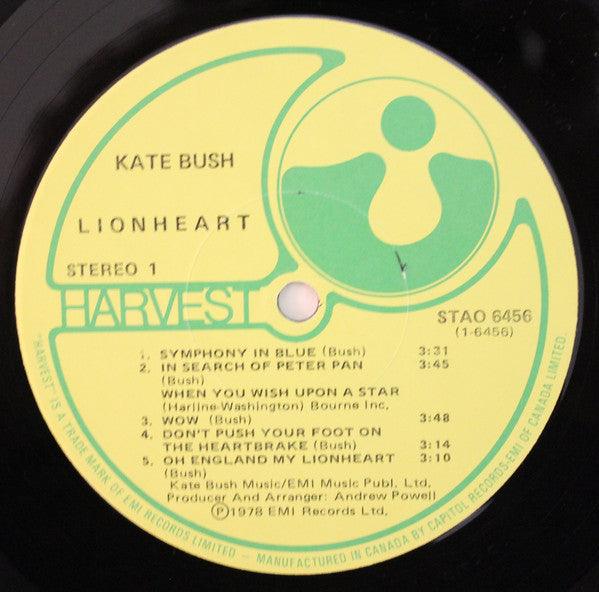 KATE BUSH
LIONHEART
STEREO 1
HARVEST
STAO 6456
(1-6456)
1. SYMPHONY IN BLUE (Bush) 3:31
2. IN SEARCH OF PETER PAN 3:45
(Bush)
WHEN YOU WISH UPON A STAR
(Harline-Washington) Bourne Inc.
3. WOW (Bush) 3:48
4. DON'T PUSH YOUR FOOT ON
THE HEARTBRAKE (Bush) 3:14
5. OH ENGLAND MY LIONHEART 3:10
(Bush)
Kate Bush Music/EMI Music Publ. Ltd.
Producer And Arranger: Andrew Powell
Ⓟ1978 EMI Records Ltd.
"HARVEST" IS A TRADE MARK OF EMI RECORDS LIMITED — MANUFACTURED IN CANADA BY CAPITOL RECORDS-EMI OF CANADA LIMITED.